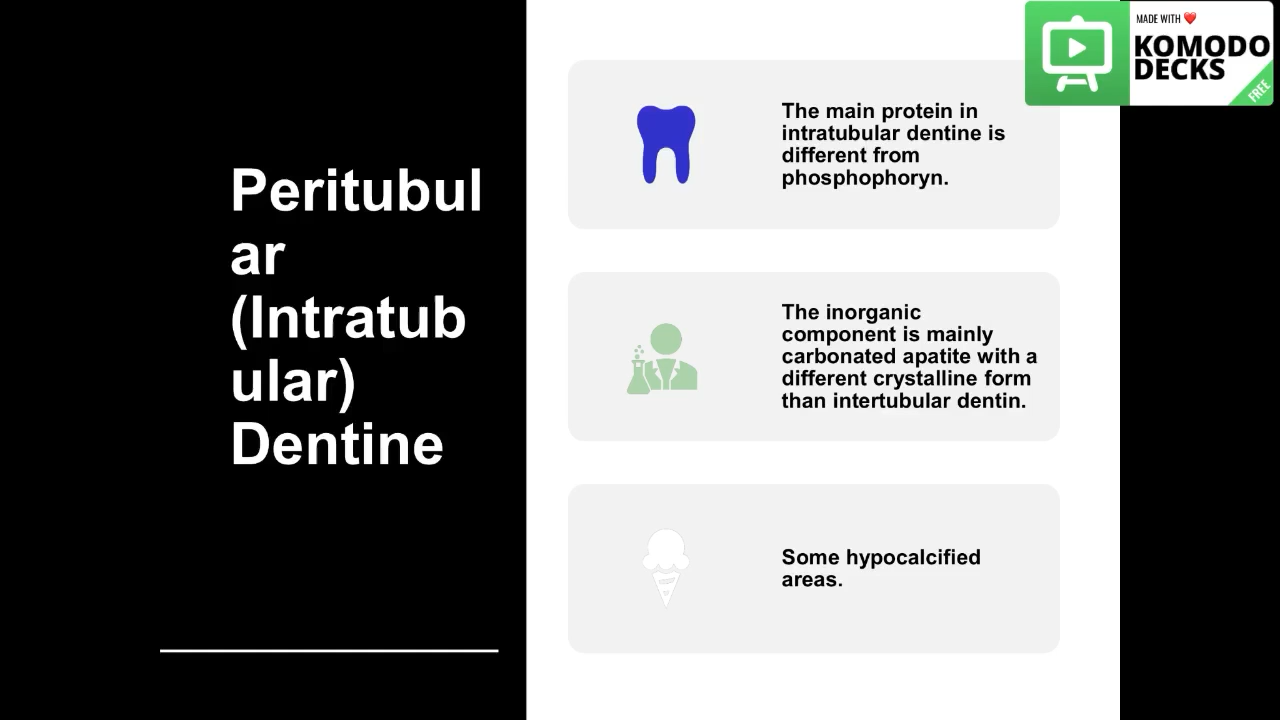 Peritubul
ar
(Intratub
ular)
Dentine
The main protein in
intratubular dentine is
different from
phosphophoryn.
The inorganic
component is mainly
carbonated apatite with a
different crystalline form
than intertubular dentin.
Some hypocalcified
areas.
MADE WITH ❤️
KOMODO
DECKS
FREE